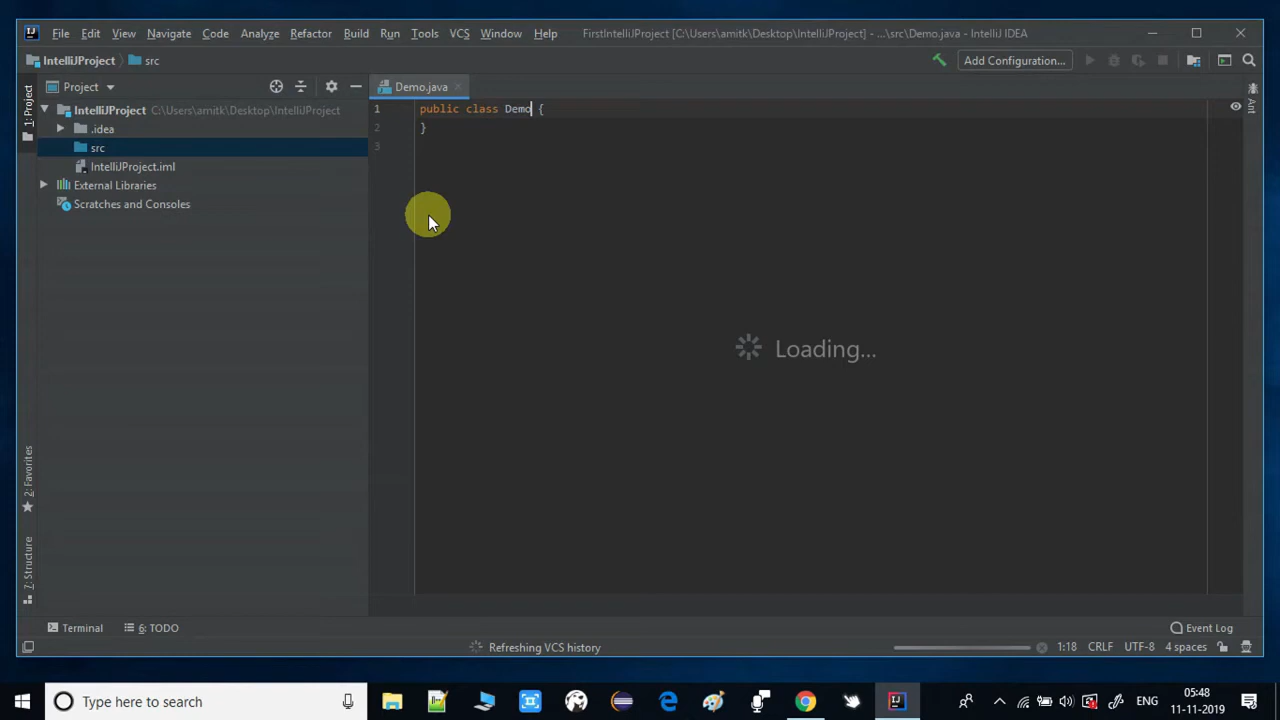 File Edit View Navigate Code Analyze Refactor Build Run Tools VCS Window Help FirstIntelliJProject [C:\Users\amitk\Desktop\IntelliJProject] - ...\src\Demo.java - IntelliJ IDEA
IntelliJProject src Add Configuration...
1: Project
Project
Demo.java
Ant
IntelliJProject C:\Users\amitk\Desktop\IntelliJProject
.idea
src
IntelliJProject.iml
External Libraries
Scratches and Consoles
1 public class Demo {
2 }
3
Loading...
2: Favorites
7: Structure
Terminal 6: TODO Event Log
Refreshing VCS history 1:18 CRLF UTF-8 4 spaces
Type here to search
ENG
05:48
11-11-2019